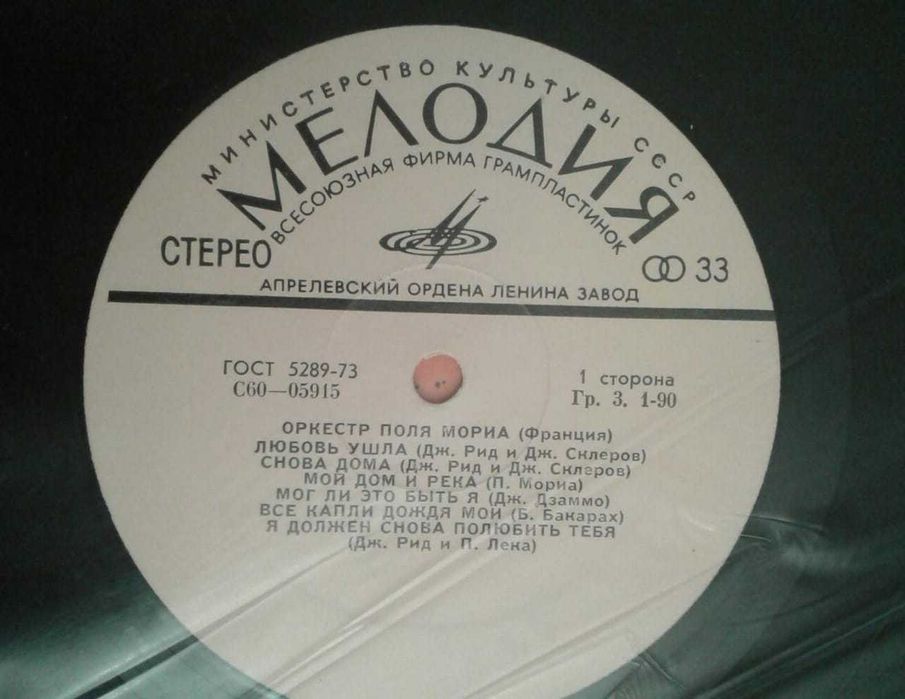 МИНИСТЕРСТВО КУЛЬТУРЫ СССР
МЕЛОДИЯ
ВСЕСОЮЗНАЯ ФИРМА ГРАМПЛАСТИНОК
СТЕРЕО
33
АПРЕЛЕВСКИЙ ОРДЕНА ЛЕНИНА ЗАВОД
ГОСТ 5289-73
С60—05915
1 сторона
Гр. 3. 1-90
ОРКЕСТР ПОЛЯ МОРИА (Франция)
ЛЮБОВЬ УШЛА (Дж. Рид и Дж. Склеров)
СНОВА ДОМА (Дж. Рид и Дж. Склеров)
МОЙ ДОМ И РЕКА (П. Мориа)
МОГ ЛИ ЭТО БЫТЬ Я (Дж. Дзаммо)
ВСЕ КАПЛИ ДОЖДЯ МОИ (Б. Бакарах)
Я ДОЛЖЕН СНОВА ПОЛЮБИТЬ ТЕБЯ
(Дж. Рид и П. Лека)